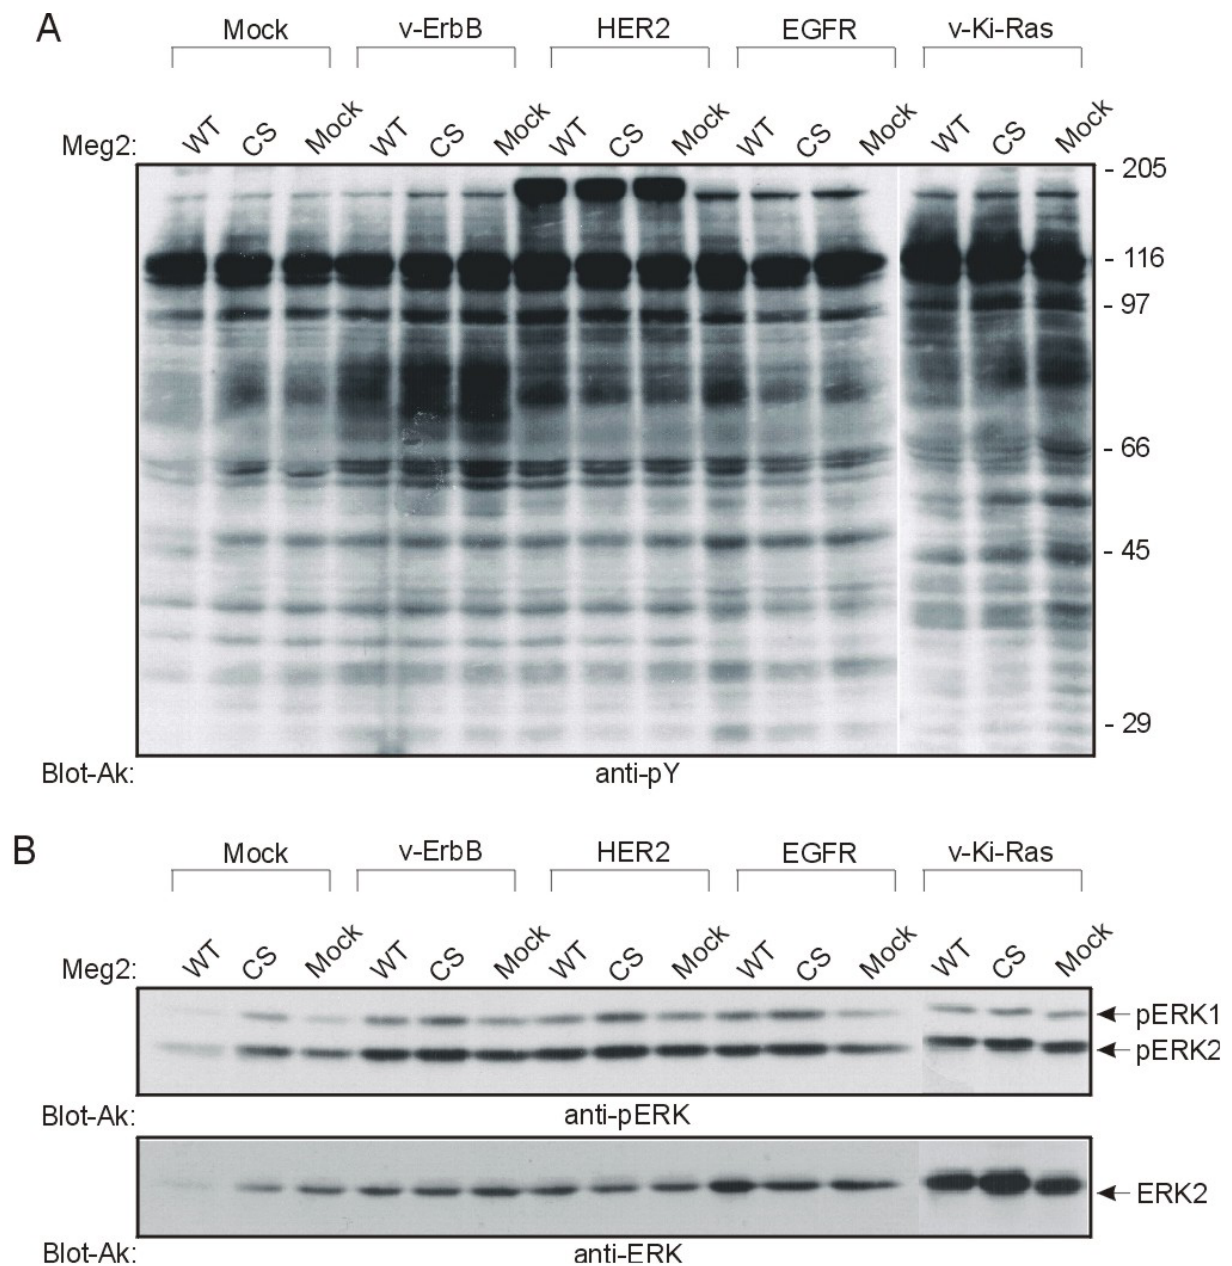 A
Mock v-ErbB HER2 EGFR v-Ki-Ras
Meg2: WT CS Mock WT CS Mock WT CS Mock WT CS Mock WT CS Mock
- 205
- 116
- 97
- 66
- 45
- 29
Blot-Ak: anti-pY
B
Mock v-ErbB HER2 EGFR v-Ki-Ras
Meg2: WT CS Mock WT CS Mock WT CS Mock WT CS Mock WT CS Mock
pERK1
pERK2
Blot-Ak: anti-pERK
ERK2
Blot-Ak: anti-ERK